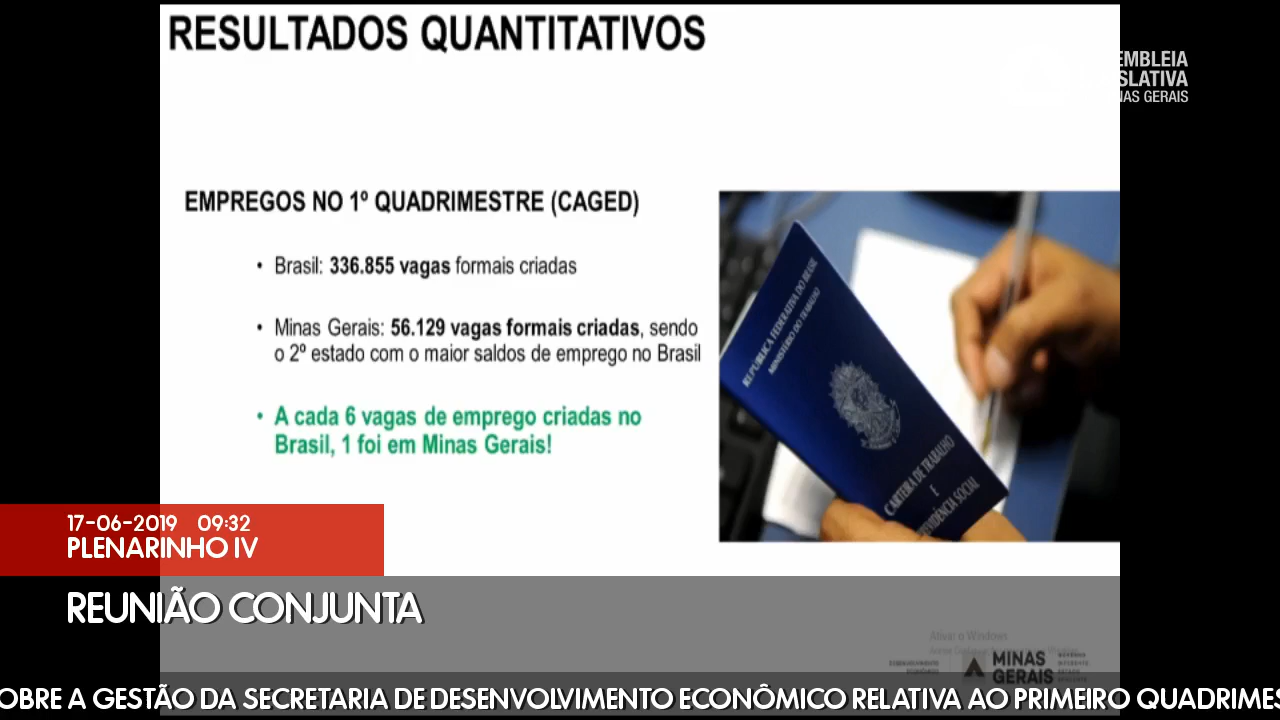 RESULTADOS QUANTITATIVOS
EMBLEIA
SLATIVA
NAS GERAIS
EMPREGOS NO 1º QUADRIMESTRE (CAGED)
• Brasil: 336.855 vagas formais criadas
• Minas Gerais: 56.129 vagas formais criadas, sendo
o 2º estado com o maior saldos de emprego no Brasil
• A cada 6 vagas de emprego criadas no
Brasil, 1 foi em Minas Gerais!
REPÚBLICA FEDERATIVA DO BRASIL
MINISTÉRIO DO TRABALHO
CARTEIRA DE TRABALHO
E
PREVIDÊNCIA SOCIAL
17-06-2019 09:32
PLENARINHO IV
REUNIÃO CONJUNTA
Ativar o Windows
DESENVOLVIMENTO
ECONÔMICO
MINAS
GERAIS
OBRE A GESTÃO DA SECRETARIA DE DESENVOLVIMENTO ECONÔMICO RELATIVA AO PRIMEIRO QUADRIMES